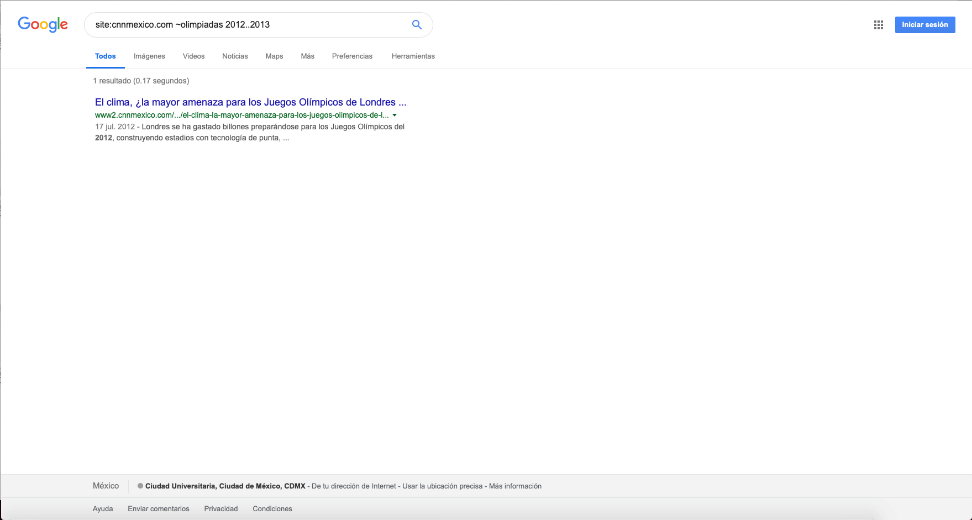 Google
site:cnnmexico.com ~olimpiadas 2012..2013
Iniciar sesión
Todos Imágenes Videos Noticias Maps Más Preferencias Herramientas
1 resultado (0.17 segundos)
El clima, ¿la mayor amenaza para los Juegos Olímpicos de Londres ...
www2.cnnmexico.com/.../el-clima-la-mayor-amenaza-para-los-juegos-olimpicos-de-l...
17 jul. 2012 - Londres se ha gastado billones preparándose para los Juegos Olímpicos del
2012, construyendo estadios con tecnología de punta, ...
México
Ciudad Universitaria, Ciudad de México, CDMX - De tu dirección de Internet - Usar la ubicación precisa - Más información
Ayuda Enviar comentarios Privacidad Condiciones